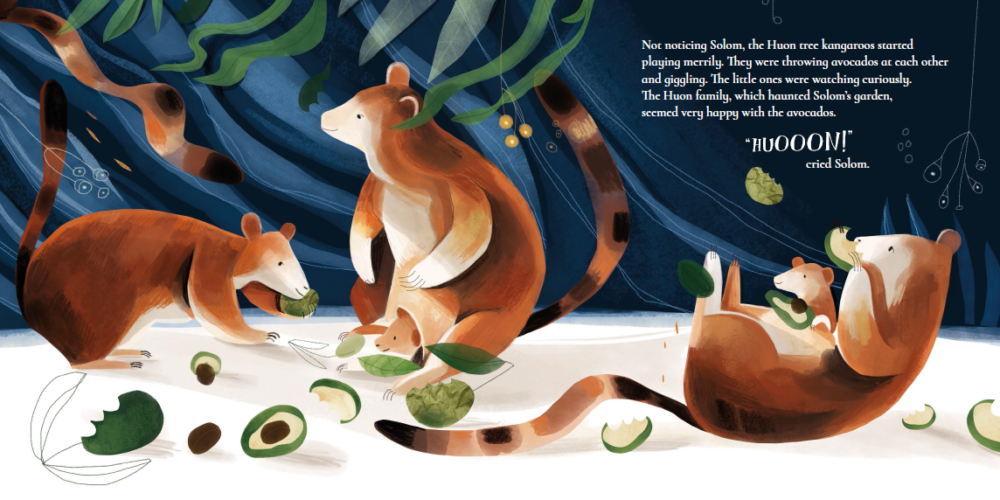 Not noticing Solom, the Huon tree kangaroos started
playing merrily. They were throwing avocados at each other
and giggling. The little ones were watching curiously.
The Huon family, which haunted Solom’s garden,
seemed very happy with the avocados.
“HUOOON!”
cried Solom.